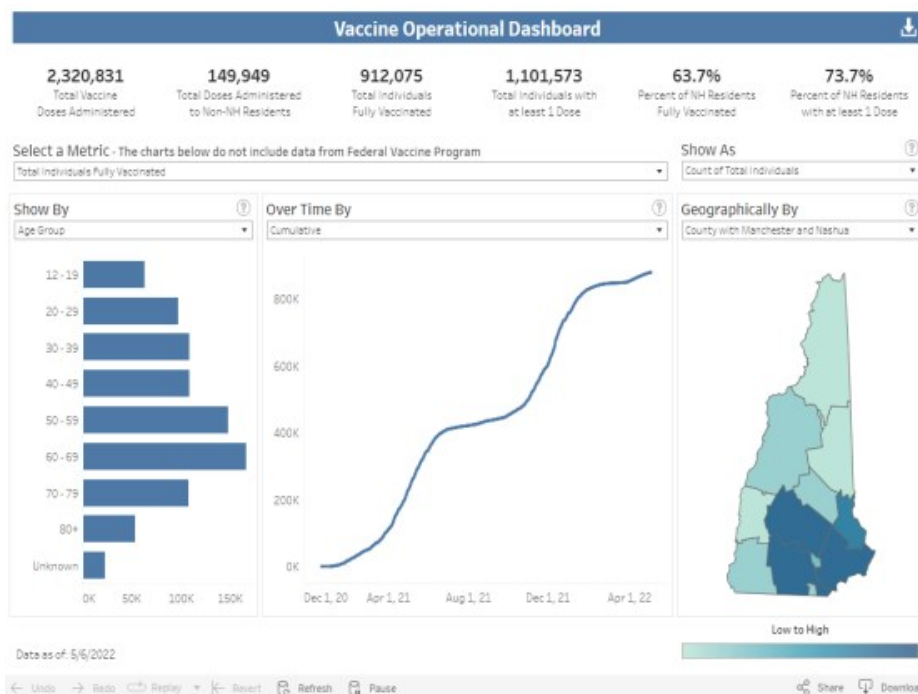 Vaccine Operational Dashboard
2,320,831
Total Vaccine
Doses Administered
149,949
Total Doses Administered
to Non-NH Residents
912,075
Total Individuals
Fully Vaccinated
1,101,573
Total Individuals with
at least 1 Dose
63.7%
Percent of NH Residents
Fully Vaccinated
73.7%
Percent of NH Residents
with at least 1 Dose
Select a Metric - The charts below do not include data from Federal Vaccine Program
Total Individuals Fully Vaccinated
Show As
?
Count of Total Individuals
Show By
?
Age Group
12 - 19
20 - 29
30 - 39
40 - 49
50 - 59
60 - 69
70 - 79
80+
Unknown
0K 50K 100K 150K
Over Time By
?
Cumulative
800K
600K
400K
200K
0K
Dec 1, 20 Apr 1, 21 Aug 1, 21 Dec 1, 21 Apr 1, 22
Geographically By
?
County with Manchester and Nashua
Low to High
Data as of: 5/6/2022
Undo Redo Replay Revert Refresh Pause Share Download